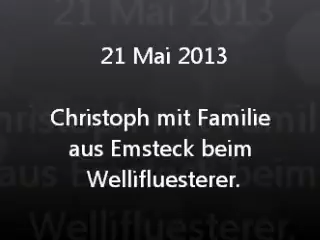 21 Mai 2013
Christoph mit Familie
aus Emsteck beim
Wellifluesterer.